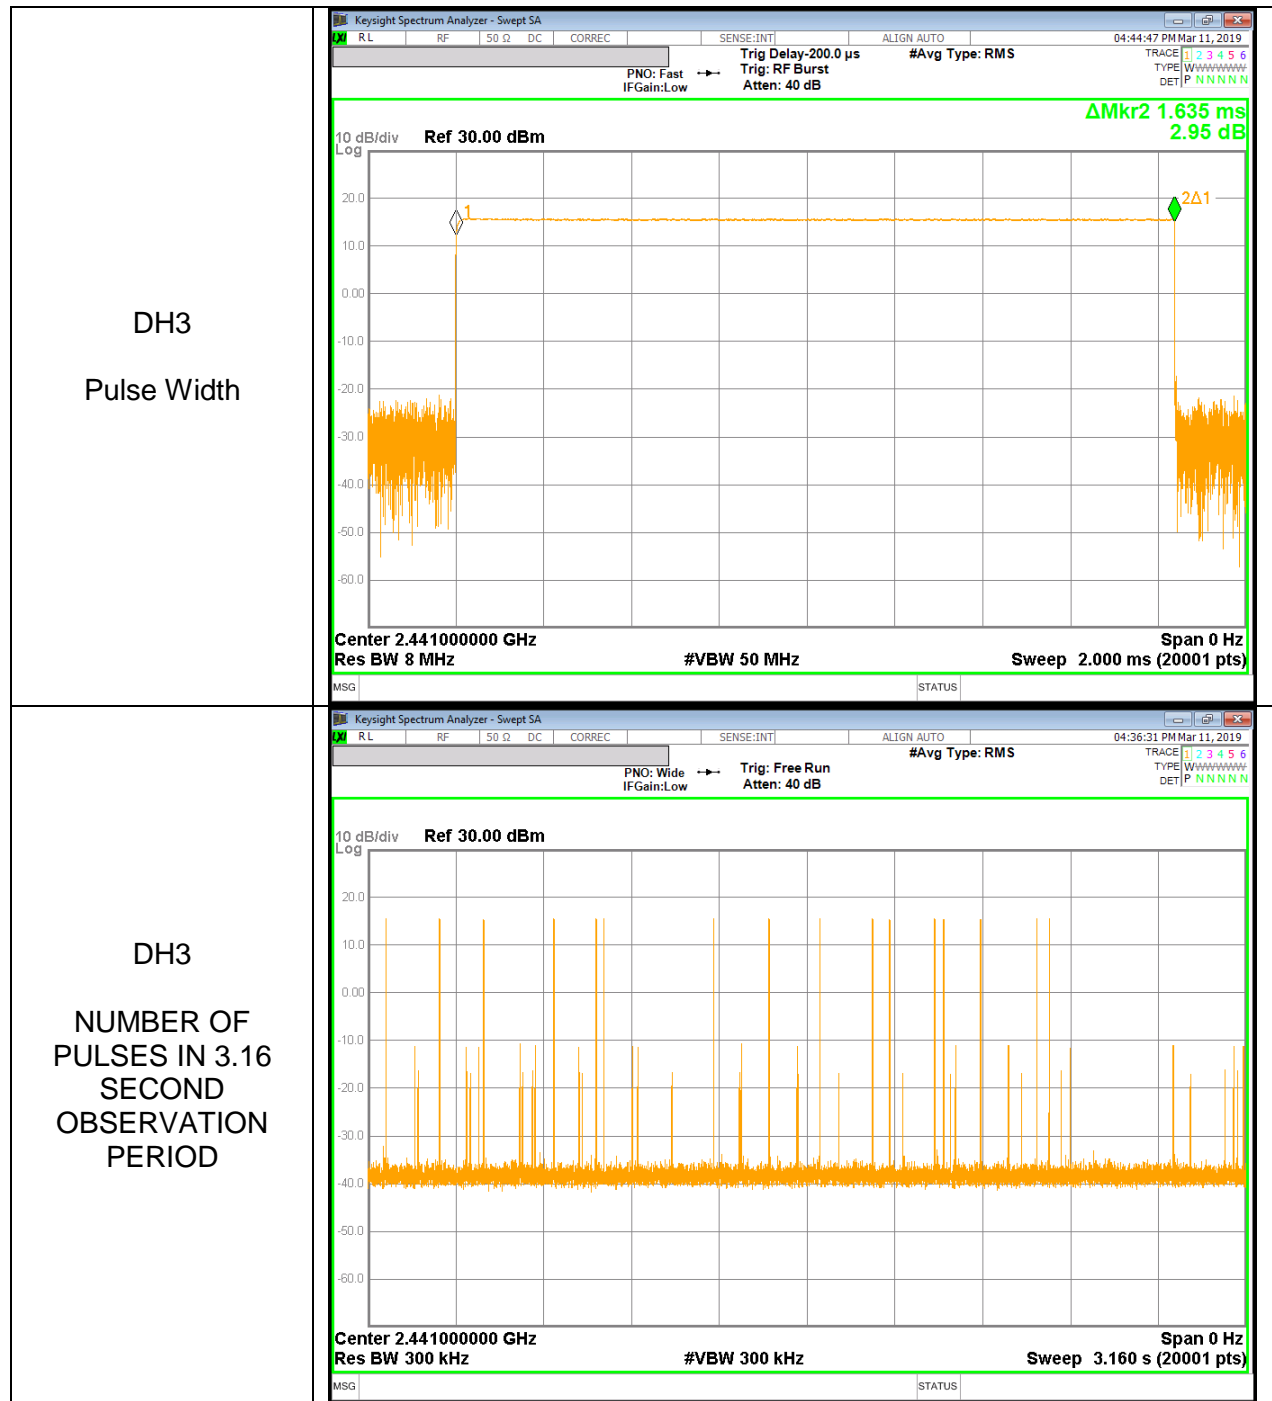 DH3
Pulse Width
Keysight Spectrum Analyzer - Swept SA
LXI RL RF 50 Ω DC CORREC SENSE:INT ALIGN AUTO 04:44:47 PM Mar 11, 2019
Trig Delay-200.0 µs #Avg Type: RMS TRACE 1 2 3 4 5 6
PNO: Fast Trig: RF Burst TYPE WWWWWWW
IFGain:Low Atten: 40 dB DET P N N N N N
ΔMkr2 1.635 ms
2.95 dB
10 dB/div Ref 30.00 dBm
Log
20.0
1
2Δ1
10.0
0.00
-10.0
-20.0
-30.0
-40.0
-50.0
-60.0
Center 2.441000000 GHz Span 0 Hz
Res BW 8 MHz #VBW 50 MHz Sweep 2.000 ms (20001 pts)
MSG STATUS
DH3
NUMBER OF
PULSES IN 3.16
SECOND
OBSERVATION
PERIOD
Keysight Spectrum Analyzer - Swept SA
LXI RL RF 50 Ω DC CORREC SENSE:INT ALIGN AUTO 04:36:31 PM Mar 11, 2019
#Avg Type: RMS TRACE 1 2 3 4 5 6
PNO: Wide Trig: Free Run TYPE WWWWWWW
IFGain:Low Atten: 40 dB DET P N N N N N
10 dB/div Ref 30.00 dBm
Log
20.0
10.0
0.00
-10.0
-20.0
-30.0
-40.0
-50.0
-60.0
Center 2.441000000 GHz Span 0 Hz
Res BW 300 kHz #VBW 300 kHz Sweep 3.160 s (20001 pts)
MSG STATUS